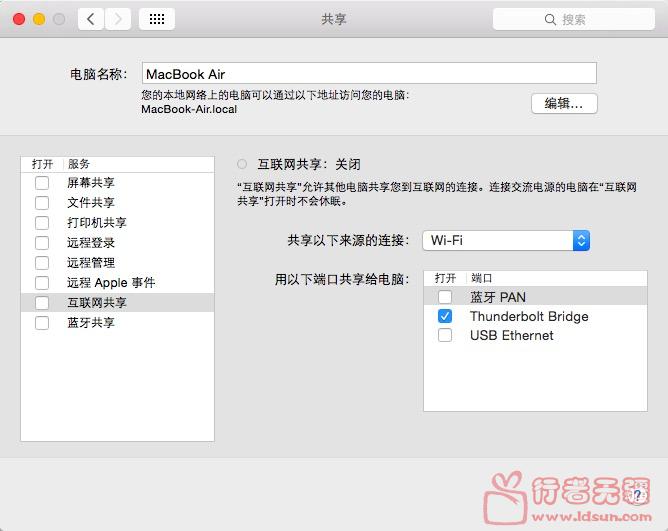 共享
搜索
电脑名称：
MacBook Air
您的本地网络上的电脑可以通过以下地址访问您的电脑：
MacBook-Air.local
编辑...
打开 服务
屏幕共享
文件共享
打印机共享
远程登录
远程管理
远程 Apple 事件
互联网共享
蓝牙共享
互联网共享：关闭
“互联网共享”允许其他电脑共享您到互联网的连接。连接交流电源的电脑在“互联网
共享”打开时不会休眠。
共享以下来源的连接：
Wi-Fi
用以下端口共享给电脑：
打开 端口
蓝牙 PAN
Thunderbolt Bridge
USB Ethernet
行者无疆
www.ldsun.com
?